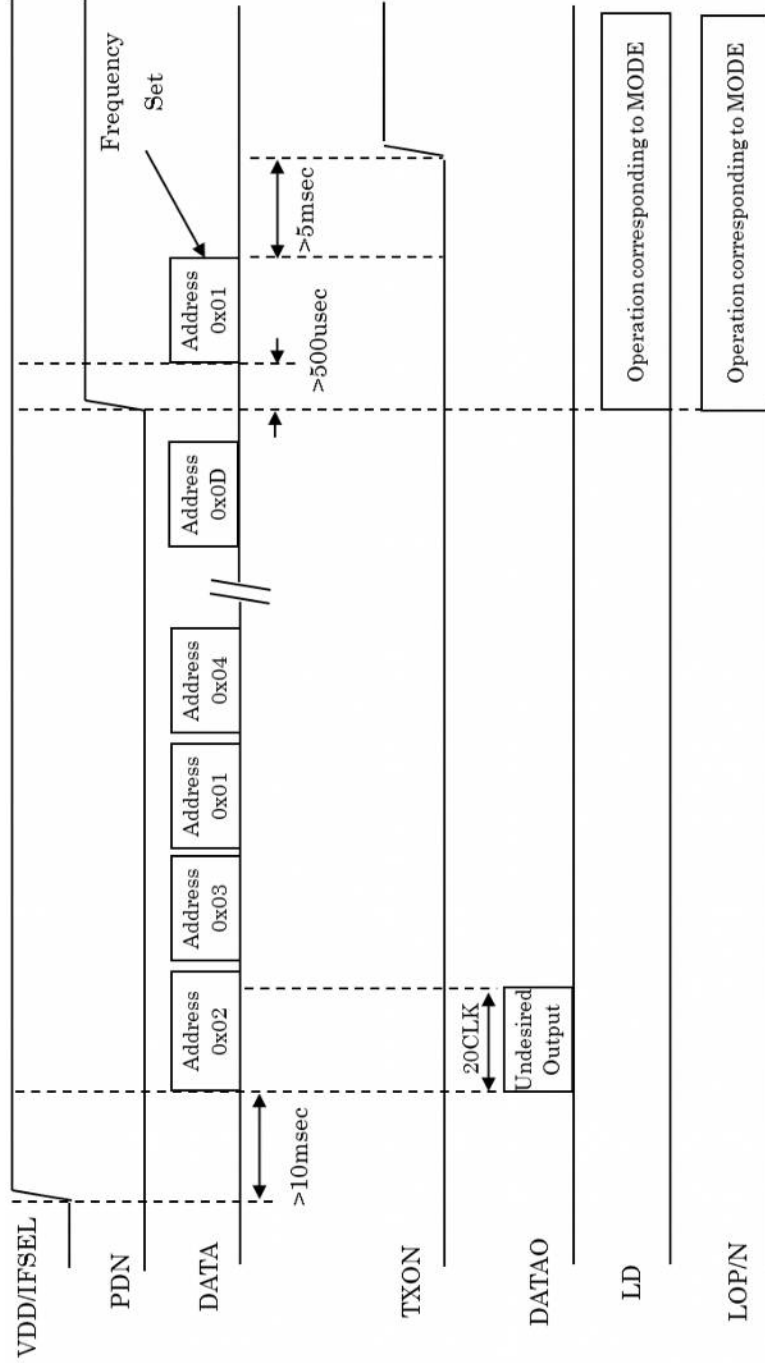 VDD/IFSEL
PDN
DATA
Address
0x02
Address
0x03
Address
0x01
Address
0x04
Address
0x0D
Address
0x01
Frequency
Set
>10msec
>500usec
>5msec
TXON
20CLK
DATAO
Undesired
Output
LD
Operation corresponding to MODE
LOP/N
Operation corresponding to MODE